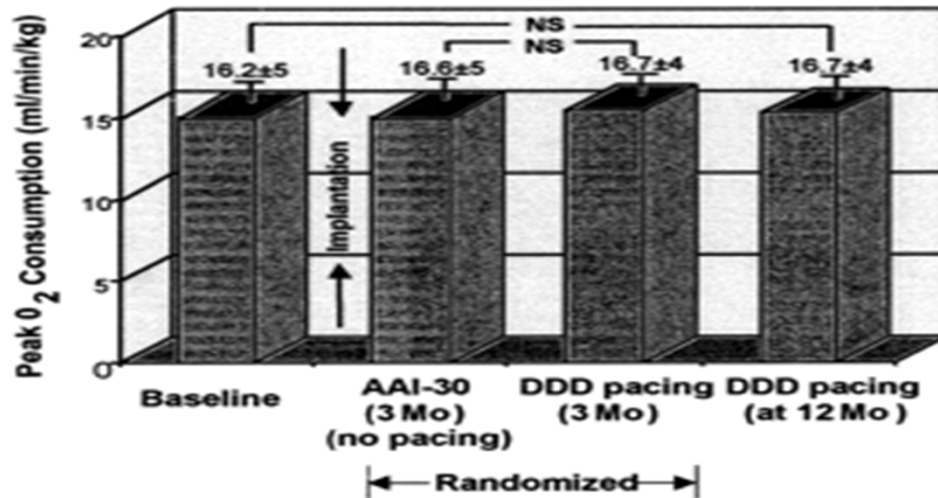 NS
NS
20
15
10
5
0
Peak O2 Consumption (ml/min/kg)
16.2±5
16.6±5
16.7±4
16.7±4
Implantation
Baseline
AAI-30
(3 Mo)
(no pacing)
DDD pacing
(3 Mo)
DDD pacing
(at 12 Mo)
Randomized